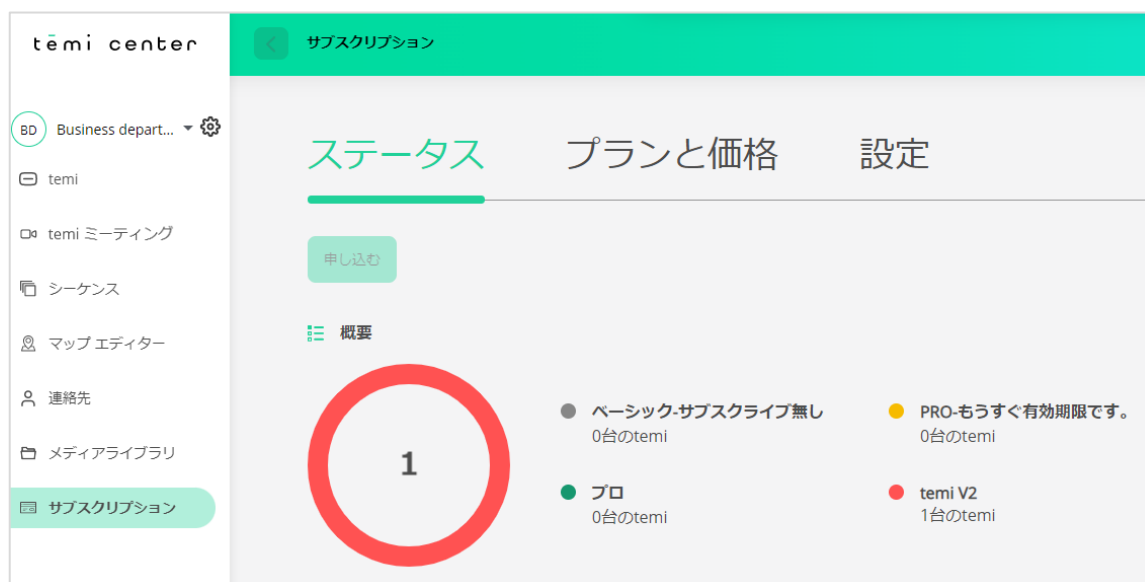 temi center
サブスクリプション
BD Business depart...
temi
temi ミーティング
シーケンス
マップ エディター
連絡先
メディアライブラリ
サブスクリプション
ステータス プランと価格 設定
申し込む
概要
1
ベーシック-サブスクライブ無し
0台のtemi
PRO-もうすぐ有効期限です。
0台のtemi
プロ
0台のtemi
temi V2
1台のtemi